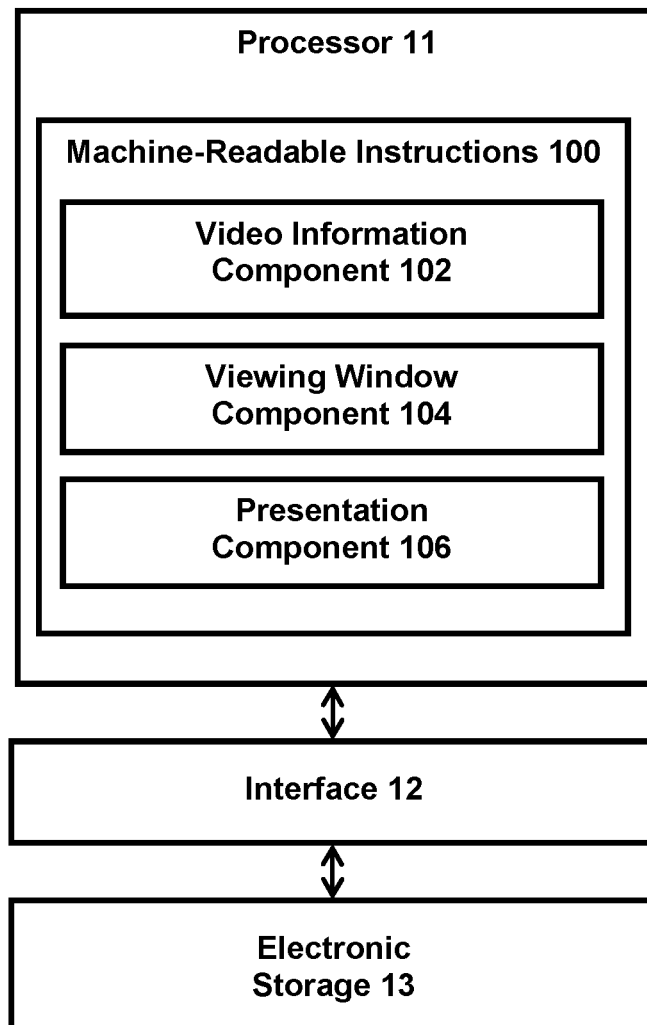 Processor 11
Machine-Readable Instructions 100
Video Information
Component 102
Viewing Window
Component 104
Presentation
Component 106
Interface 12
Electronic
Storage 13